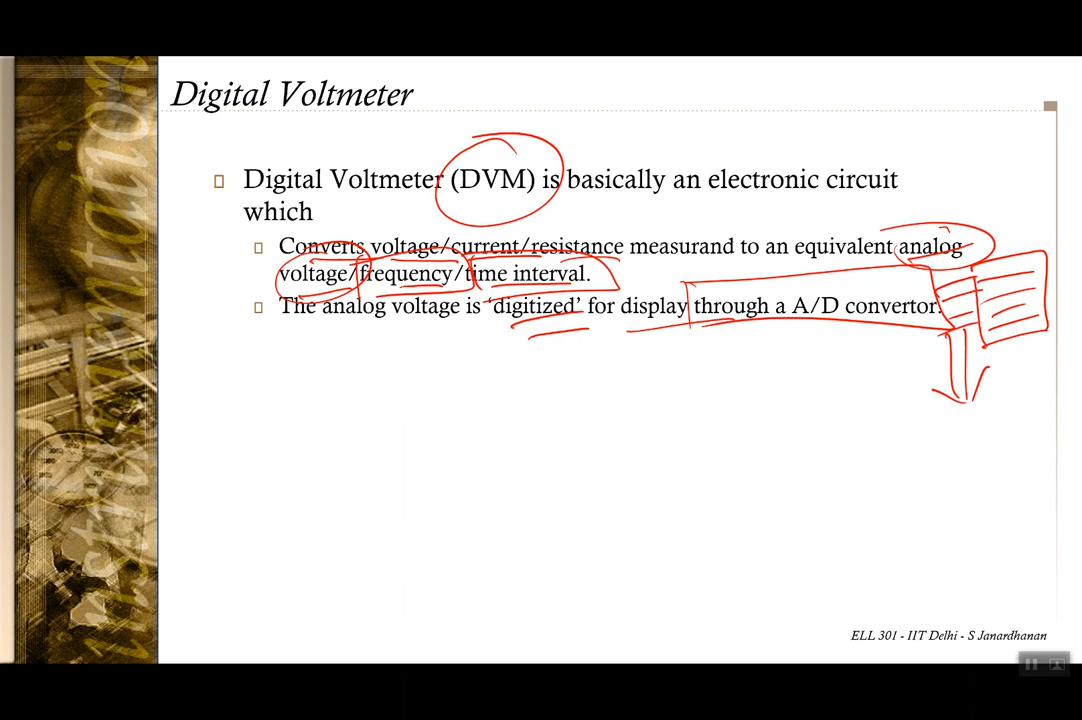 Digital Voltmeter
Digital Voltmeter (DVM) is basically an electronic circuit
which
Converts voltage/current/resistance measurand to an equivalent analog
voltage/frequency/time interval.
The analog voltage is 'digitized' for display through a A/D convertor.
instrumentation
ELL 301 - IIT Delhi - S Janardhanan